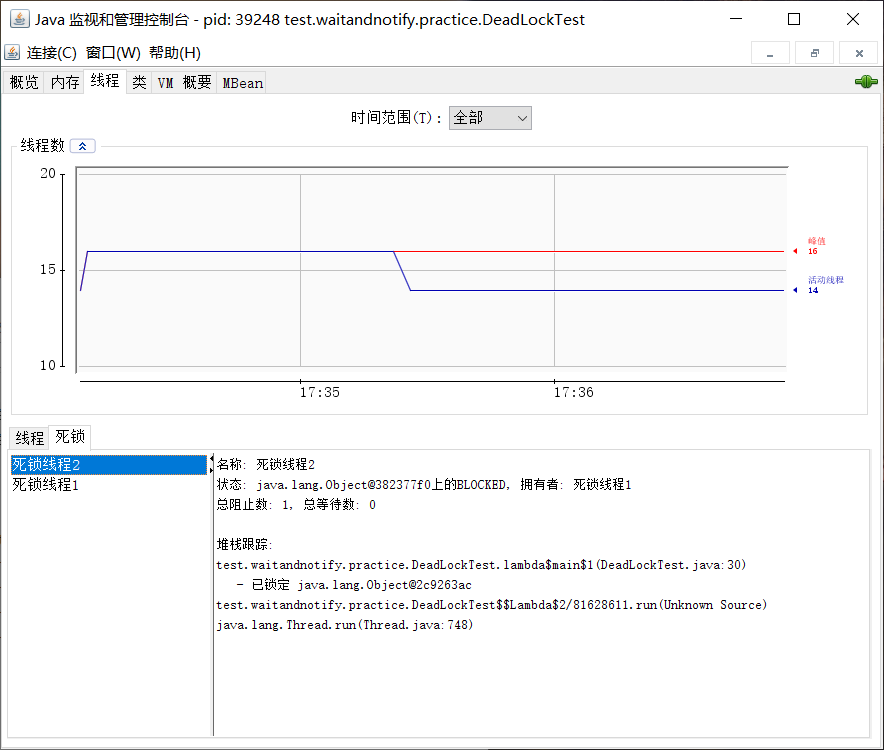 Java 监视和管理控制台 - pid: 39248 test.waitandnotify.practice.DeadLockTest
连接(C) 窗口(W) 帮助(H)
概览 内存 线程 类 VM 概要 MBean
时间范围(T): 全部
线程数
20
15
10
峰值
16
活动线程
14
17:35 17:36
线程 死锁
死锁线程2
死锁线程1
名称: 死锁线程2
状态: java.lang.Object@382377f0上的BLOCKED, 拥有者: 死锁线程1
总阻止数: 1, 总等待数: 0
堆栈跟踪:
test.waitandnotify.practice.DeadLockTest.lambda$main$1(DeadLockTest.java:30)
- 已锁定 java.lang.Object@2c9263ac
test.waitandnotify.practice.DeadLockTest$$Lambda$2/81628611.run(Unknown Source)
java.lang.Thread.run(Thread.java:748)